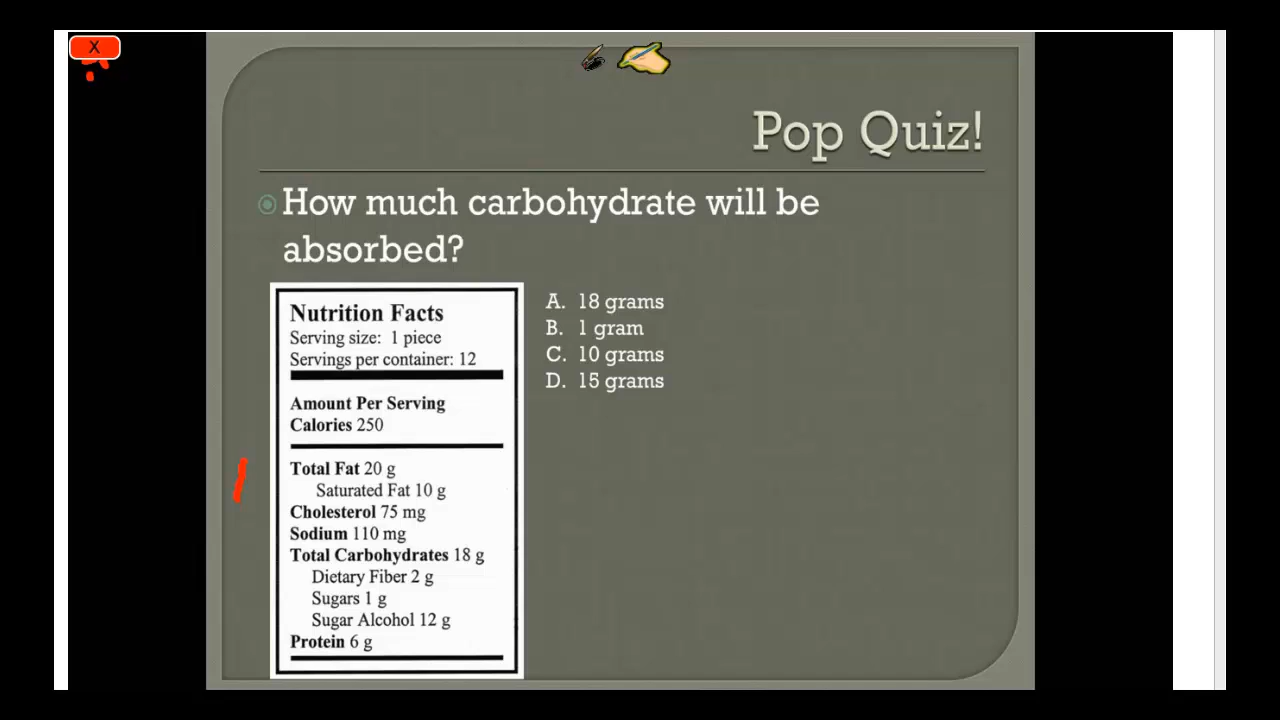 X
Pop Quiz!
How much carbohydrate will be
absorbed?
Nutrition Facts
Serving size: 1 piece
Servings per container: 12
Amount Per Serving
Calories 250
Total Fat 20 g
Saturated Fat 10 g
Cholesterol 75 mg
Sodium 110 mg
Total Carbohydrates 18 g
Dietary Fiber 2 g
Sugars 1 g
Sugar Alcohol 12 g
Protein 6 g
A. 18 grams
B. 1 gram
C. 10 grams
D. 15 grams